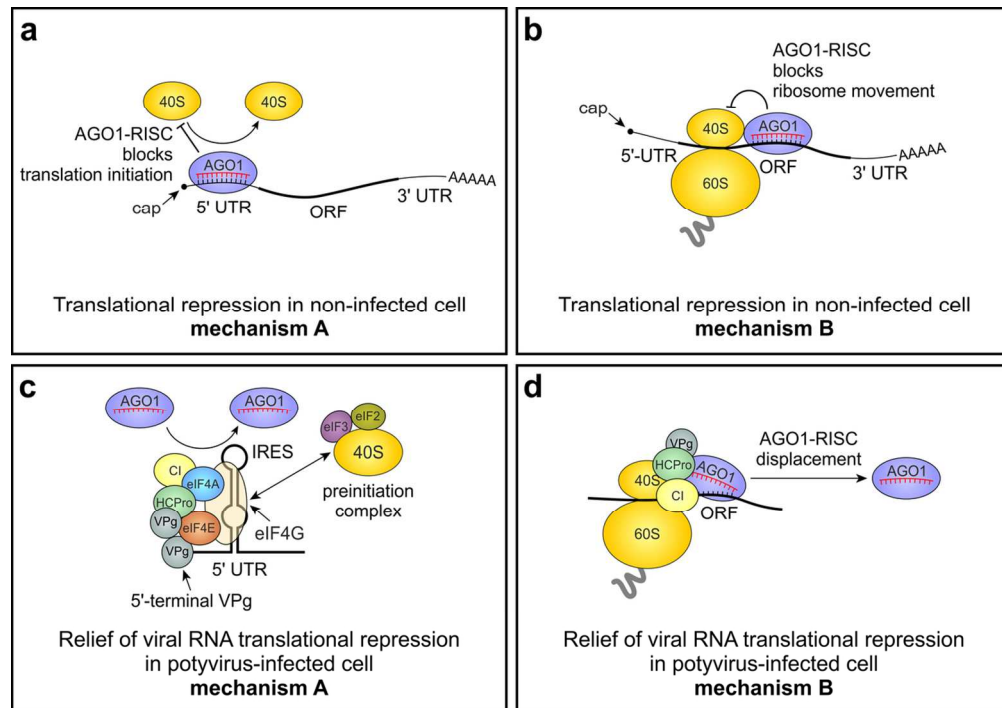 a
40S
40S
AGO1-RISC
blocks
translation initiation
AGO1
cap
5' UTR
ORF
3' UTR
AAAAA
Translational repression in non-infected cell
mechanism A
b
AGO1-RISC
blocks
ribosome movement
cap
5'-UTR
40S
AGO1
ORF
60S
3' UTR
AAAAA
Translational repression in non-infected cell
mechanism B
c
AGO1
AGO1
IRES
eIF3
eIF2
40S
preinitiation
complex
CI
eIF4A
HCPro
VPg
eIF4E
VPg
eIF4G
5' UTR
5'-terminal VPg
Relief of viral RNA translational repression
in potyvirus-infected cell
mechanism A
d
VPg
HCPro
40S
AGO1
CI
ORF
60S
AGO1-RISC
displacement
AGO1
Relief of viral RNA translational repression
in potyvirus-infected cell
mechanism B